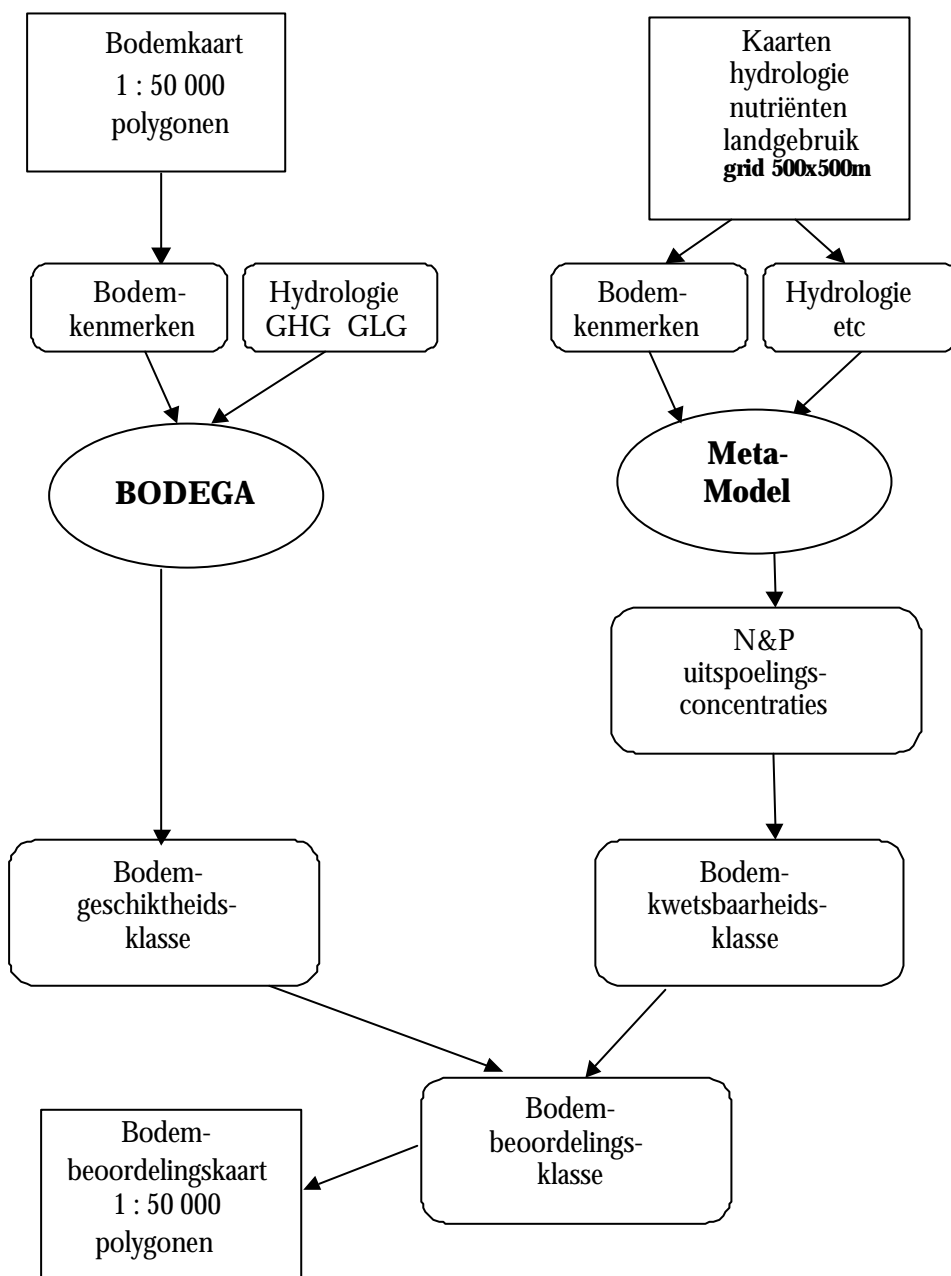 Bodemkaart
1 : 50 000
polygonen
Kaarten
hydrologie
nutriënten
landgebruik
grid 500x500m
Bodem-
kenmerken
Hydrologie
GHG GLG
Bodem-
kenmerken
Hydrologie
etc
BODEGA
Meta-
Model
N&P
uitspoelings-
concentraties
Bodem-
geschiktheids-
klasse
Bodem-
kwetsbaarheids-
klasse
Bodem-
beoordelings-
klasse
Bodem-
beoordelingskaart
1 : 50 000
polygonen